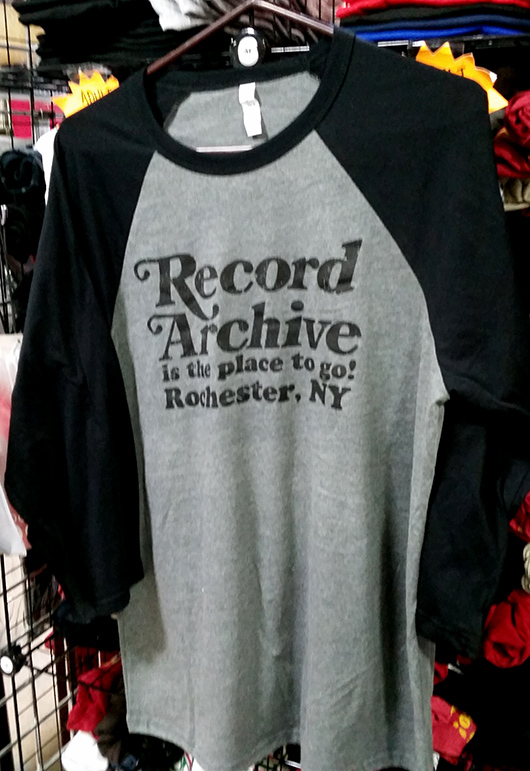 Record
Archive
is the place to go!
Rochester, NY